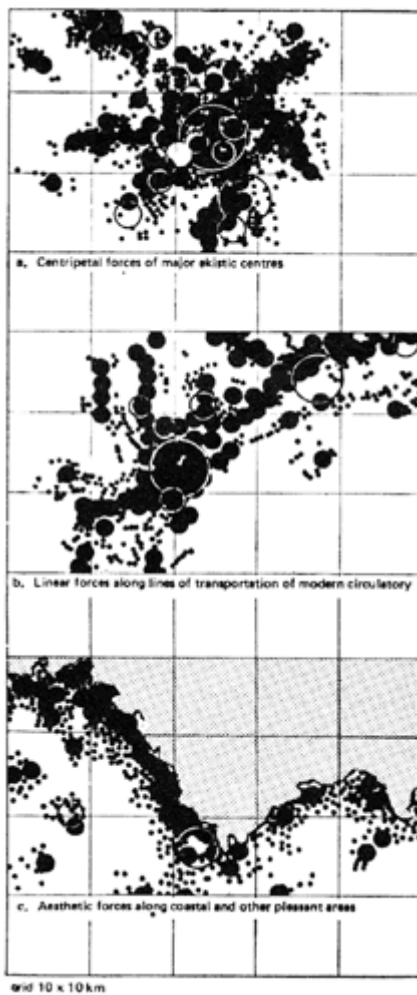 a. Centripetal forces of major ekistic centres
b. Linear forces along lines of transportation of modern circulatory
c. Aesthetic forces along coastal and other pleasant areas
grid 10 x 10 km